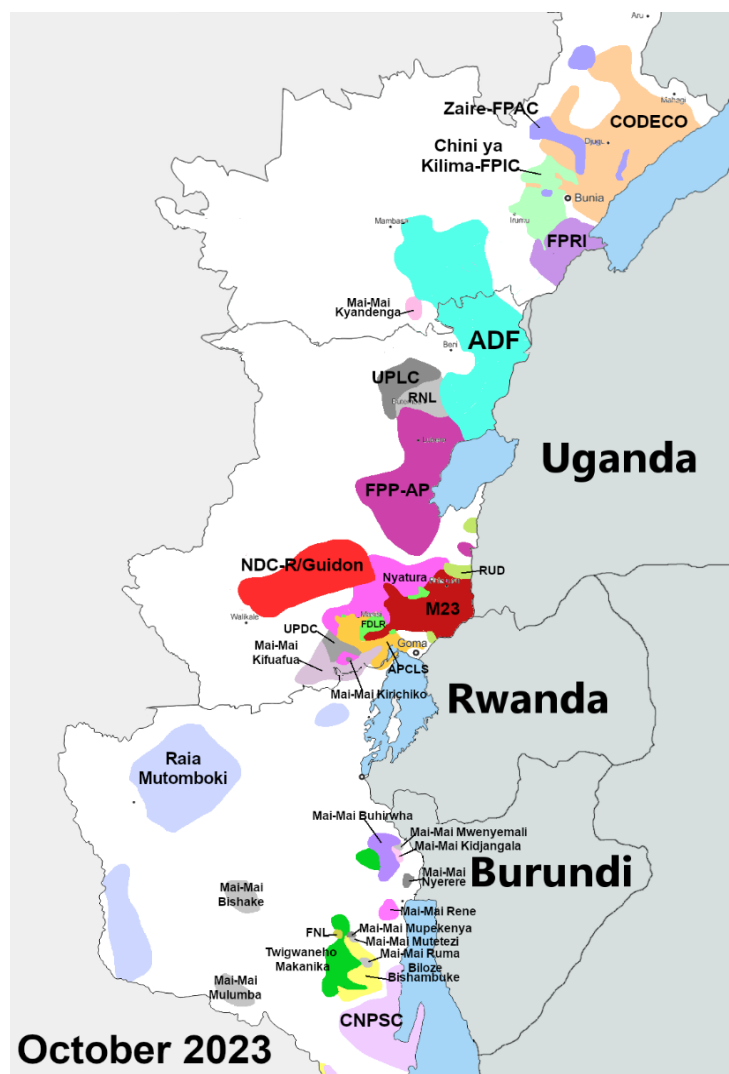 Aru
Mahagi
Zaire-FPAC
CODECO
Djugu
Chini ya
Kilima-FPIC
Bunia
Irumu
Mambasa
FPRI
Mai-Mai
Kyandenga
ADF
Beni
UPLC
RNL
Lubero
Uganda
FPP-AP
NDC-R/Guidon
Nyatura
RUD
M23
Walikale
Masisi
FDLR
UPDC
Goma
Mai-Mai
Kifuafua
APCLS
Mai-Mai Kirichiko
Rwanda
Raia
Mutomboki
Mai-Mai Buhirwha
Mai-Mai Mwenyemali
Mai-Mai Kidjangala
Burundi
Mai-Mai
Nyerere
Mai-Mai
Bishake
Mai-Mai Rene
FNL
Mai-Mai Mupekenya
Mai-Mai Mutetezi
Twigwaneho
Makanika
Mai-Mai Ruma
Biloze
Bishambuke
Mai-Mai
Mulumba
CNPSC
October 2023